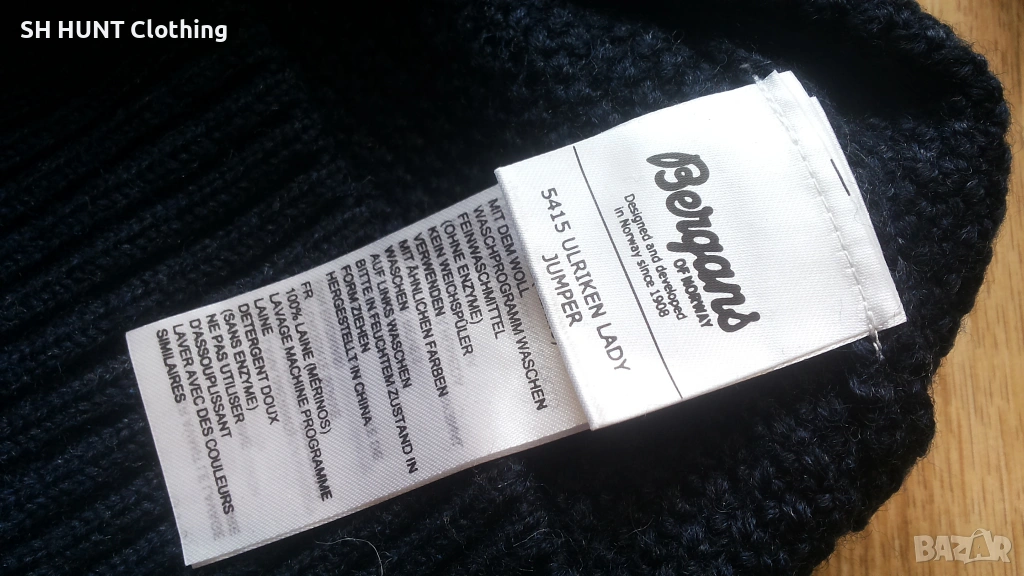 SH HUNT Clothing
Bergans
OF NORWAY
Designed and developed
in Norway since 1908
5415 ULRIKEN LADY
JUMPER
MIT DEM WOLL
WASCHPROGRAMM WASCHEN
FEINWASCHMITTEL
(OHNE ENZYME)
KEIN WEICHSPÜLER
VERWENDEN
MIT ÄHNLICHEN FARBEN
WASCHEN
AUF LINKS WASCHEN
BITTE IN FEUCHTEM ZUSTAND IN
FORM ZIEHEN
HERGESTELLT IN CHINA
FR
100% LAINE (MÉRINOS)
LAVAGE MACHINE PROGRAMME
LAINE
DETERGENT DOUX
(SANS ENZYME)
NE PAS UTILISER
D'ASSOUPLISSANT
LAVER AVEC DES COULEURS
SIMILAIRES
BAZAR